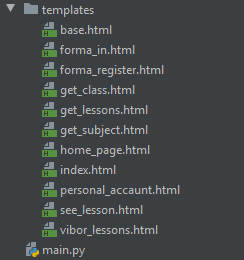 templates
base.html
forma_in.html
forma_register.html
get_class.html
get_lessons.html
get_subject.html
home_page.html
index.html
personal_accaunt.html
see_lesson.html
vibor_lessons.html
main.py